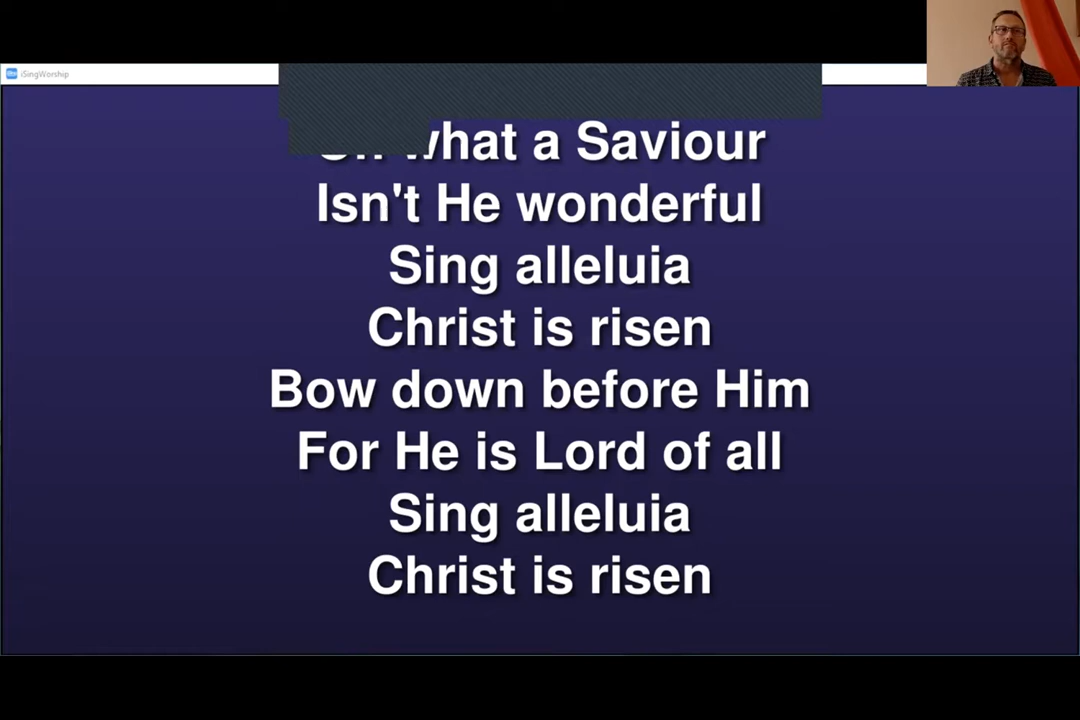 iSingWorship
what a Saviour
Isn't He wonderful
Sing alleluia
Christ is risen
Bow down before Him
For He is Lord of all
Sing alleluia
Christ is risen